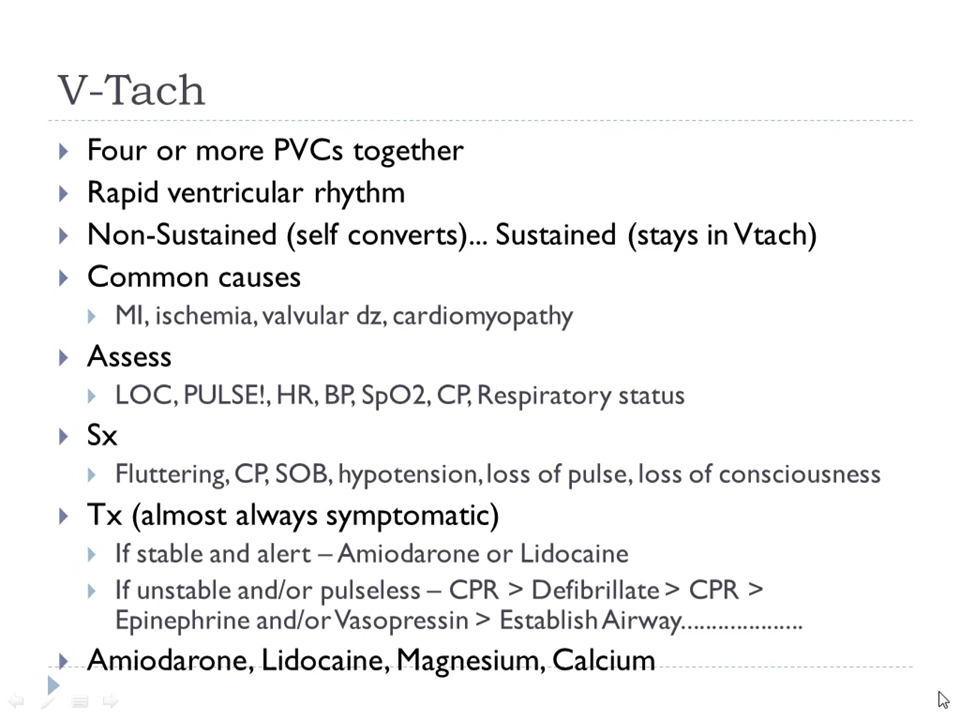 V-Tach
Four or more PVCs together
Rapid ventricular rhythm
Non-Sustained (self converts)... Sustained (stays in Vtach)
Common causes
MI, ischemia, valvular dz, cardiomyopathy
Assess
LOC, PULSE!, HR, BP, SpO2, CP, Respiratory status
Sx
Fluttering, CP, SOB, hypotension, loss of pulse, loss of consciousness
Tx (almost always symptomatic)
If stable and alert – Amiodarone or Lidocaine
If unstable and/or pulseless – CPR > Defibrillate > CPR >
Epinephrine and/or Vasopressin > Establish Airway....................
Amiodarone, Lidocaine, Magnesium, Calcium